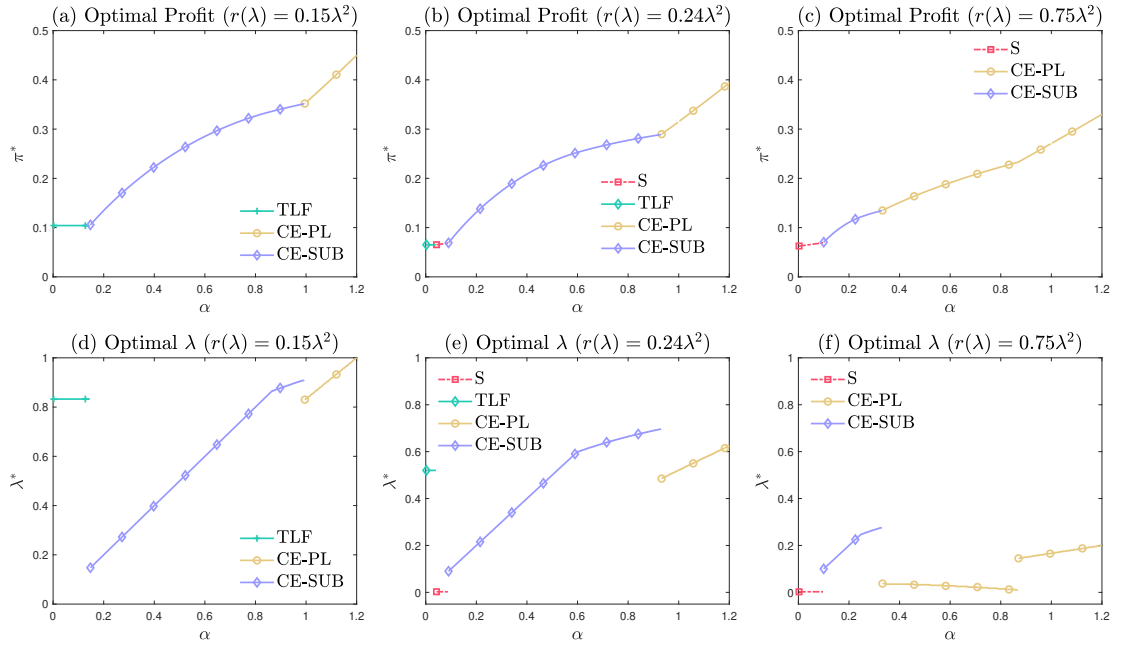 (a) Optimal Profit (r(λ) = 0.15λ²)
0.5
0.4
0.3
0.2
0.1
0
π*
TLF
CE-PL
CE-SUB
0 0.2 0.4 0.6 0.8 1 1.2
α
(b) Optimal Profit (r(λ) = 0.24λ²)
0.5
0.4
0.3
0.2
0.1
0
π*
S
TLF
CE-PL
CE-SUB
0 0.2 0.4 0.6 0.8 1 1.2
α
(c) Optimal Profit (r(λ) = 0.75λ²)
0.5
0.4
0.3
0.2
0.1
0
π*
S
CE-PL
CE-SUB
0 0.2 0.4 0.6 0.8 1 1.2
α
(d) Optimal λ (r(λ) = 0.15λ²)
1
0.8
0.6
0.4
0.2
0
λ*
TLF
CE-PL
CE-SUB
0 0.2 0.4 0.6 0.8 1 1.2
α
(e) Optimal λ (r(λ) = 0.24λ²)
1
0.8
0.6
0.4
0.2
0
λ*
S
TLF
CE-PL
CE-SUB
0 0.2 0.4 0.6 0.8 1 1.2
α
(f) Optimal λ (r(λ) = 0.75λ²)
1
0.8
0.6
0.4
0.2
0
λ*
S
CE-PL
CE-SUB
0 0.2 0.4 0.6 0.8 1 1.2
α